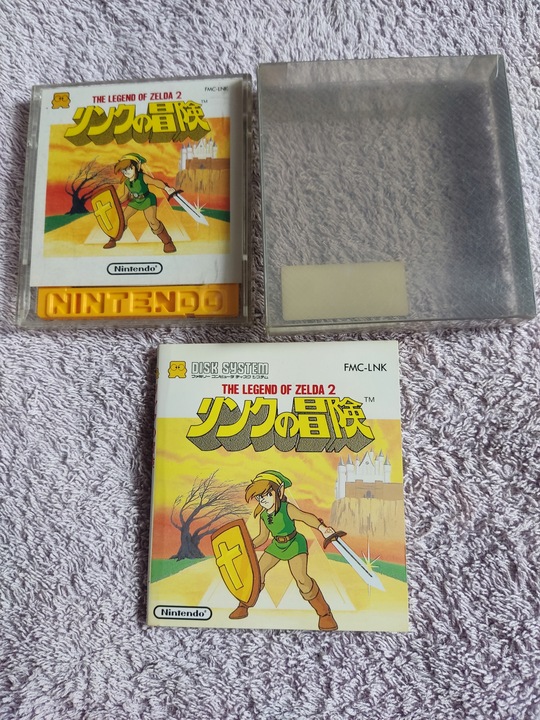 FMC-LNK
THE LEGEND OF ZELDA 2
TM
リンクの冒険
Nintendo®
NINTENDO
DISK SYSTEM
ファミリー コンピュータ ディスク システム
FMC-LNK
THE LEGEND OF ZELDA 2
リンクの冒険
TM
Nintendo®